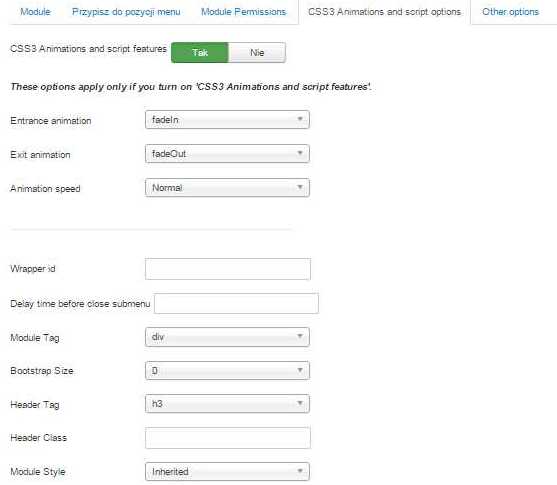 Module Przypisz do pozycji menu Module Permissions CSS3 Animations and script options Other options
CSS3 Animations and script features Tak Nie
These options apply only if you turn on 'CSS3 Animations and script features'.
Entrance animation fadeIn
Exit animation fadeOut
Animation speed Normal
Wrapper id
Delay time before close submenu
Module Tag div
Bootstrap Size 0
Header Tag h3
Header Class
Module Style Inherited